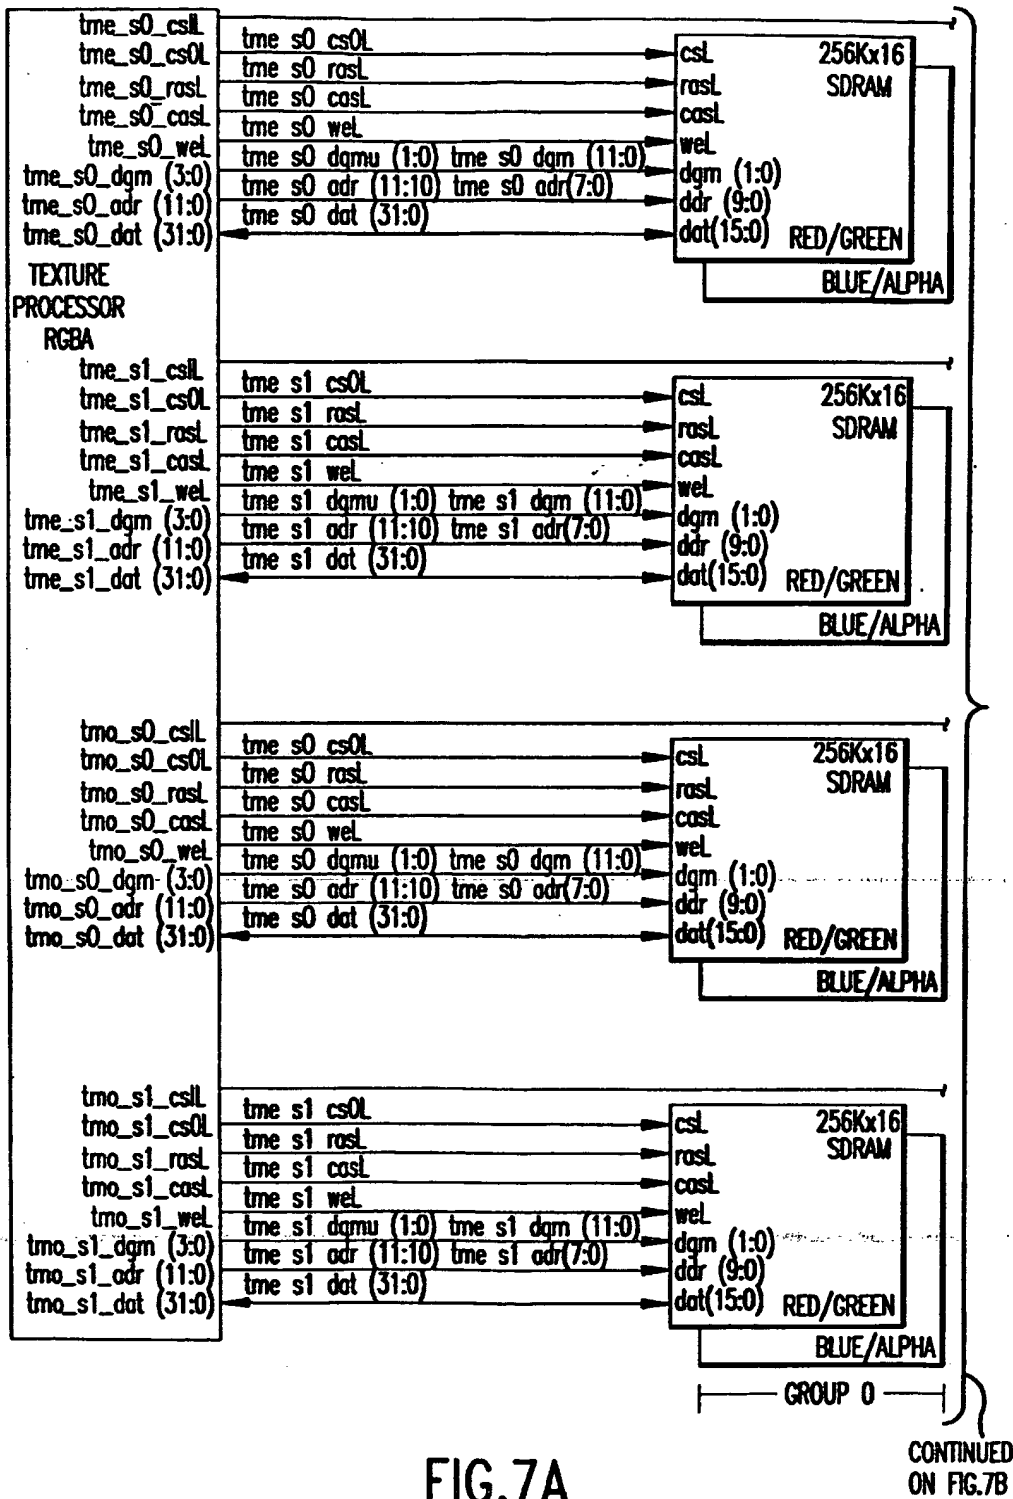 tme_s0_cs1L
tme_s0_cs0L
tme_s0_rasL
tme_s0_casL
tme_s0_weL
tme_s0_dqm (3:0)
tme_s0_adr (11:0)
tme_s0_dat (31:0)
tme s0 cs0L
tme s0 rasL
tme s0 casL
tme s0 weL
tme s0 dqmu (1:0) tme s0 dqm (11:0)
tme s0 adr (11:10) tme s0 adr(7:0)
tme s0 dat (31:0)
csL
rasL
casL
weL
dqm (1:0)
ddr (9:0)
dat(15:0)
256Kx16
SDRAM
RED/GREEN
BLUE/ALPHA
TEXTURE
PROCESSOR
RGBA
tme_s1_cs1L
tme_s1_cs0L
tme_s1_rasL
tme_s1_casL
tme_s1_weL
tme_s1_dqm (3:0)
tme_s1_adr (11:0)
tme_s1_dat (31:0)
tme s1 cs0L
tme s1 rasL
tme s1 casL
tme s1 weL
tme s1 dqmu (1:0) tme s1 dqm (11:0)
tme s1 adr (11:10) tme s1 adr(7:0)
tme s1 dat (31:0)
csL
rasL
casL
weL
dqm (1:0)
ddr (9:0)
dat(15:0)
256Kx16
SDRAM
RED/GREEN
BLUE/ALPHA
tmo_s0_cs1L
tmo_s0_cs0L
tmo_s0_rasL
tmo_s0_casL
tmo_s0_weL
tmo_s0_dqm (3:0)
tmo_s0_adr (11:0)
tmo_s0_dat (31:0)
tme s0 cs0L
tme s0 rasL
tme s0 casL
tme s0 weL
tme s0 dqmu (1:0) tme s0 dqm (11:0)
tme s0 adr (11:10) tme s0 adr(7:0)
tme s0 dat (31:0)
csL
rasL
casL
weL
dqm (1:0)
ddr (9:0)
dat(15:0)
256Kx16
SDRAM
RED/GREEN
BLUE/ALPHA
tmo_s1_cs1L
tmo_s1_cs0L
tmo_s1_rasL
tmo_s1_casL
tmo_s1_weL
tmo_s1_dqm (3:0)
tmo_s1_adr (11:0)
tmo_s1_dat (31:0)
tme s1 cs0L
tme s1 rasL
tme s1 casL
tme s1 weL
tme s1 dqmu (1:0) tme s1 dqm (11:0)
tme s1 adr (11:10) tme s1 adr(7:0)
tme s1 dat (31:0)
csL
rasL
casL
weL
dqm (1:0)
ddr (9:0)
dat(15:0)
256Kx16
SDRAM
RED/GREEN
BLUE/ALPHA
GROUP 0
CONTINUED
ON FIG.7B
FIG.7A